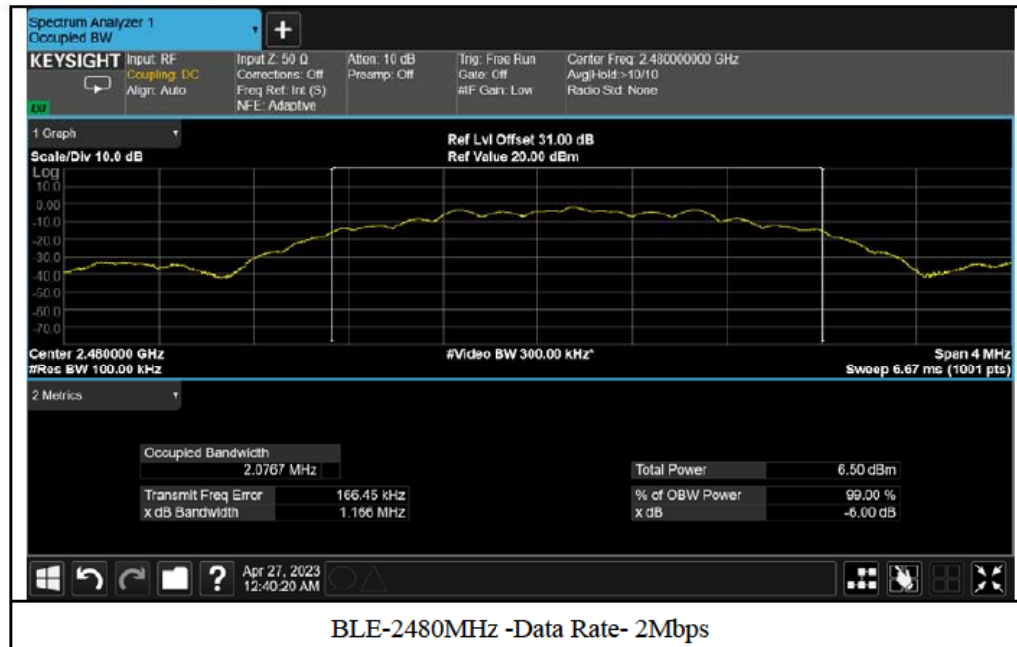 Spectrum Analyzer 1
Occupied BW
+
KEYSIGHT
Input: RF
Coupling: DC
Align: Auto
Input Z: 50 Ω
Corrections: Off
Freq Ref: Int (S)
NFE: Adaptive
Atten: 10 dB
Preamp: Off
Trig: Free Run
Gate: Off
#IF Gain: Low
Center Freq: 2.480000000 GHz
Avg|Hold:>10/10
Radio Std: None
1 Graph
Scale/Div 10.0 dB
Ref Lvl Offset 31.00 dB
Ref Value 20.00 dBm
Log
10.0
0.00
-10.0
-20.0
-30.0
-40.0
-50.0
-60.0
-70.0
Center 2.480000 GHz
#Video BW 300.00 kHz*
Span 4 MHz
#Res BW 100.00 kHz
Sweep 6.67 ms (1001 pts)
2 Metrics
Occupied Bandwidth
2.0767 MHz
Total Power 6.50 dBm
Transmit Freq Error 166.45 kHz
% of OBW Power 99.00 %
x dB Bandwidth 1.166 MHz
x dB -6.00 dB
?
Apr 27, 2023
12:40:20 AM
BLE-2480MHz -Data Rate- 2Mbps